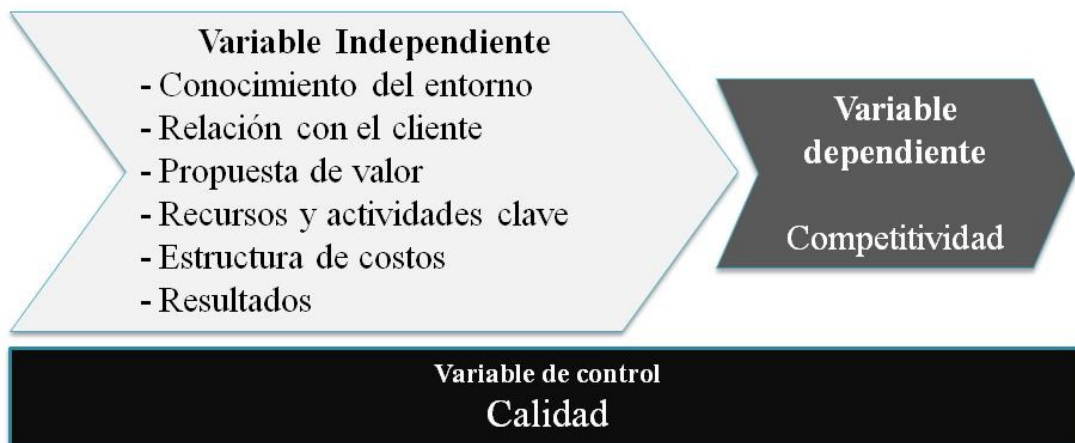 Variable Independiente
- Conocimiento del entorno
- Relación con el cliente
- Propuesta de valor
- Recursos y actividades clave
- Estructura de costos
- Resultados
Variable
dependiente
Competitividad
Variable de control
Calidad